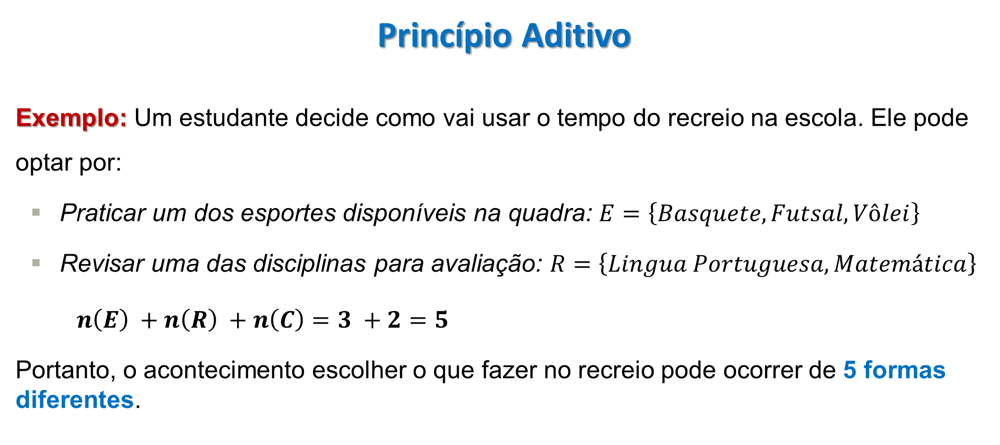 Princípio Aditivo
Exemplo: Um estudante decide como vai usar o tempo do recreio na escola. Ele pode
optar por:
▪ Praticar um dos esportes disponíveis na quadra: E = {Basquete, Futsal, Vôlei}
▪ Revisar uma das disciplinas para avaliação: R = {Lingua Portuguesa, Matemática}
n(E) + n(R) + n(C) = 3 + 2 = 5
Portanto, o acontecimento escolher o que fazer no recreio pode ocorrer de 5 formas
diferentes.